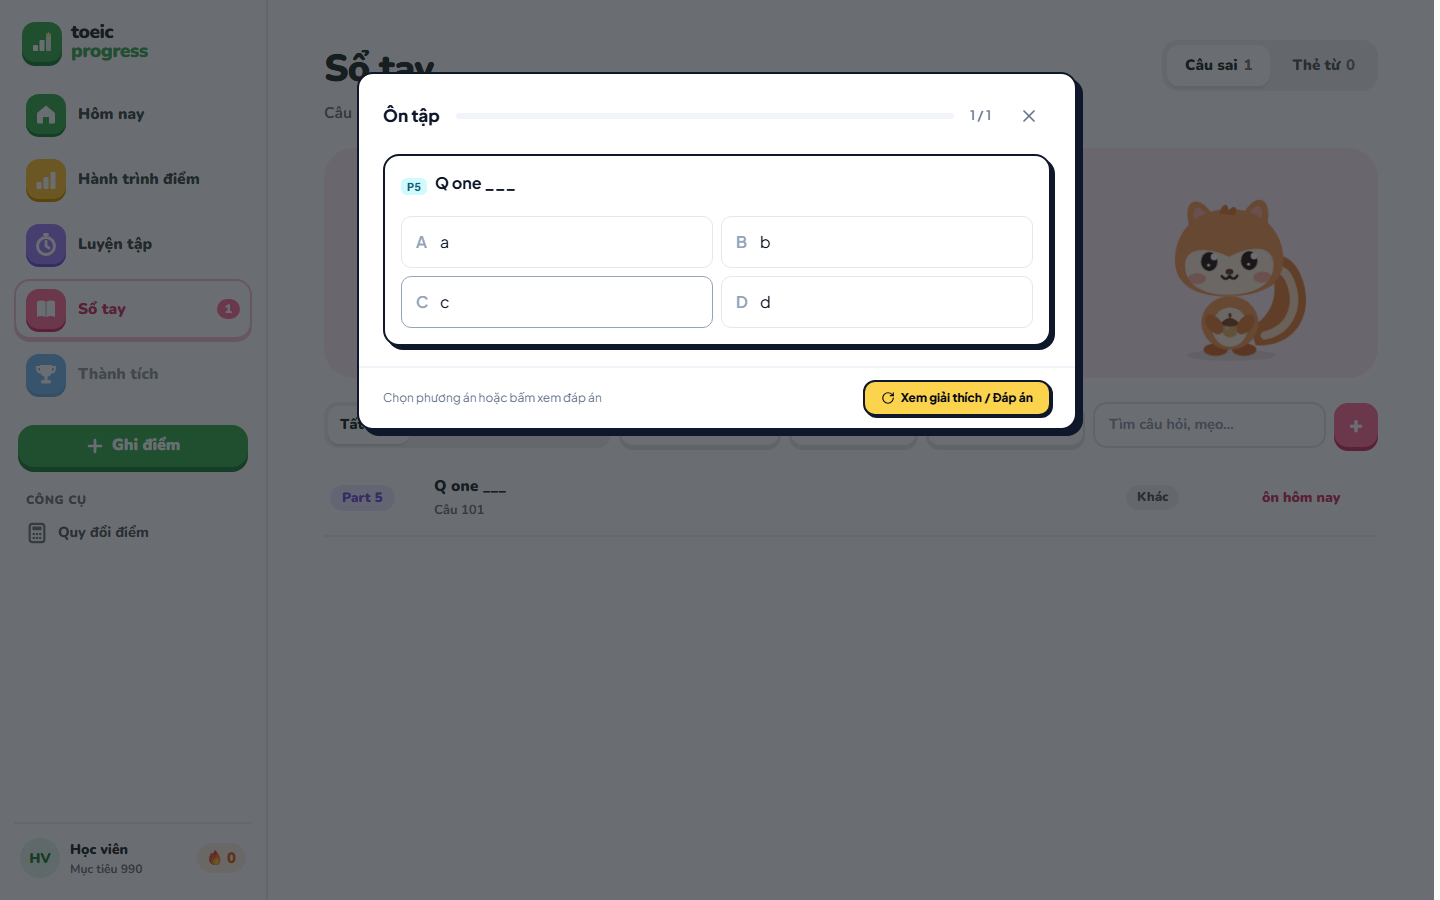 toeic
progress
Hôm nay
Hành trình điểm
Luyện tập
Sổ tay 1
Thành tích
+ Ghi điểm
CÔNG CỤ
Quy đổi điểm
HV
Học viên
Mục tiêu 990
0
Sổ tay
Câu
Câu sai 1
Thẻ từ 0
Ôn tập
1 / 1
P5 Q one ___
A a
B b
C c
D d
Chọn phương án hoặc bấm xem đáp án
Xem giải thích / Đáp án
Tìm câu hỏi, mẹo...
+
Part 5
Q one ___
Câu 101
Khác
ôn hôm nay